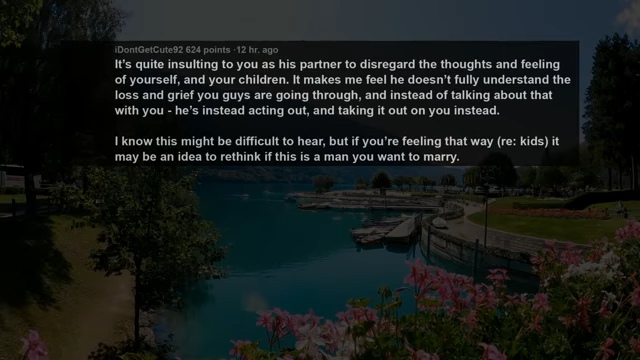 iDontGetCute92 624 points ·12 hr. ago
It's quite insulting to you as his partner to disregard the thoughts and feeling
of yourself, and your children. It makes me feel he doesn't fully understand the
loss and grief you guys are going through, and instead of talking about that
with you - he's instead acting out, and taking it out on you instead.
I know this might be difficult to hear, but if you're feeling that way (re: kids) it
may be an idea to rethink if this is a man you want to marry.